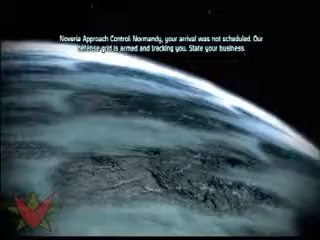 Noveria Approach Control: Normandy, your arrival was not scheduled. Our
defense grid is armed and tracking you. State your business.